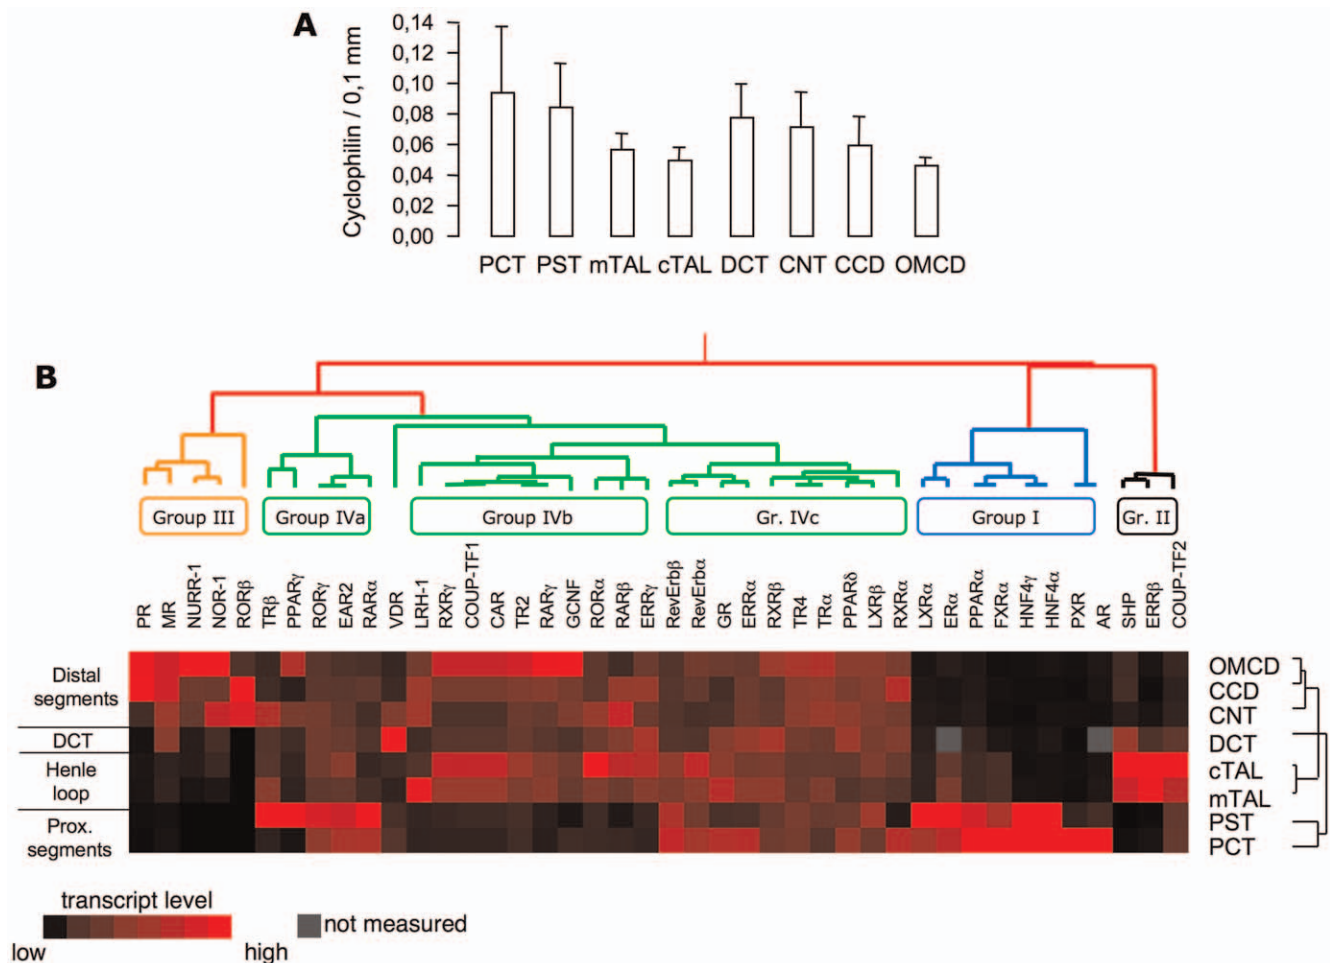 A
Cyclophilin / 0,1 mm
0,14
0,12
0,10
0,08
0,06
0,04
0,02
0,00
PCT PST mTAL cTAL DCT CNT CCD OMCD
B
Group III Group IVa Group IVb Gr. IVc Group I Gr. II
PR MR NURR-1 NOR-1 RORβ TRβ PPARγ RORγ EAR2 RARα VDR LRH-1 RXRγ COUP-TF1 CAR TR2 RARγ GCNF RORα RARβ ERRγ RevErbβ RevErbα GR ERRα RXRβ TR4 TRα PPARδ LXRβ RXRα LXRα ERα PPARα FXRα HNF4γ HNF4α PXR AR SHP ERRβ COUP-TF2
Distal
segments
DCT
Henle
loop
Prox.
segments
OMCD
CCD
CNT
DCT
cTAL
mTAL
PST
PCT
transcript level
low high
not measured